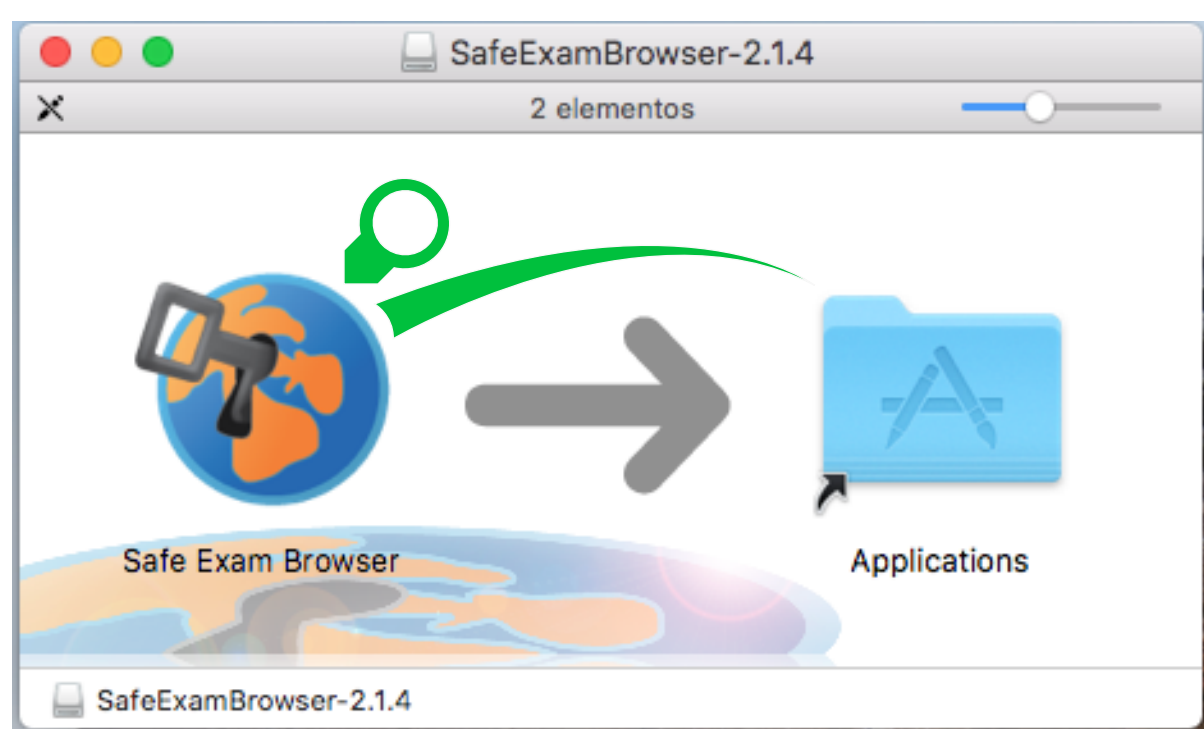 SafeExamBrowser-2.1.4
2 elementos
Safe Exam Browser
Applications
SafeExamBrowser-2.1.4